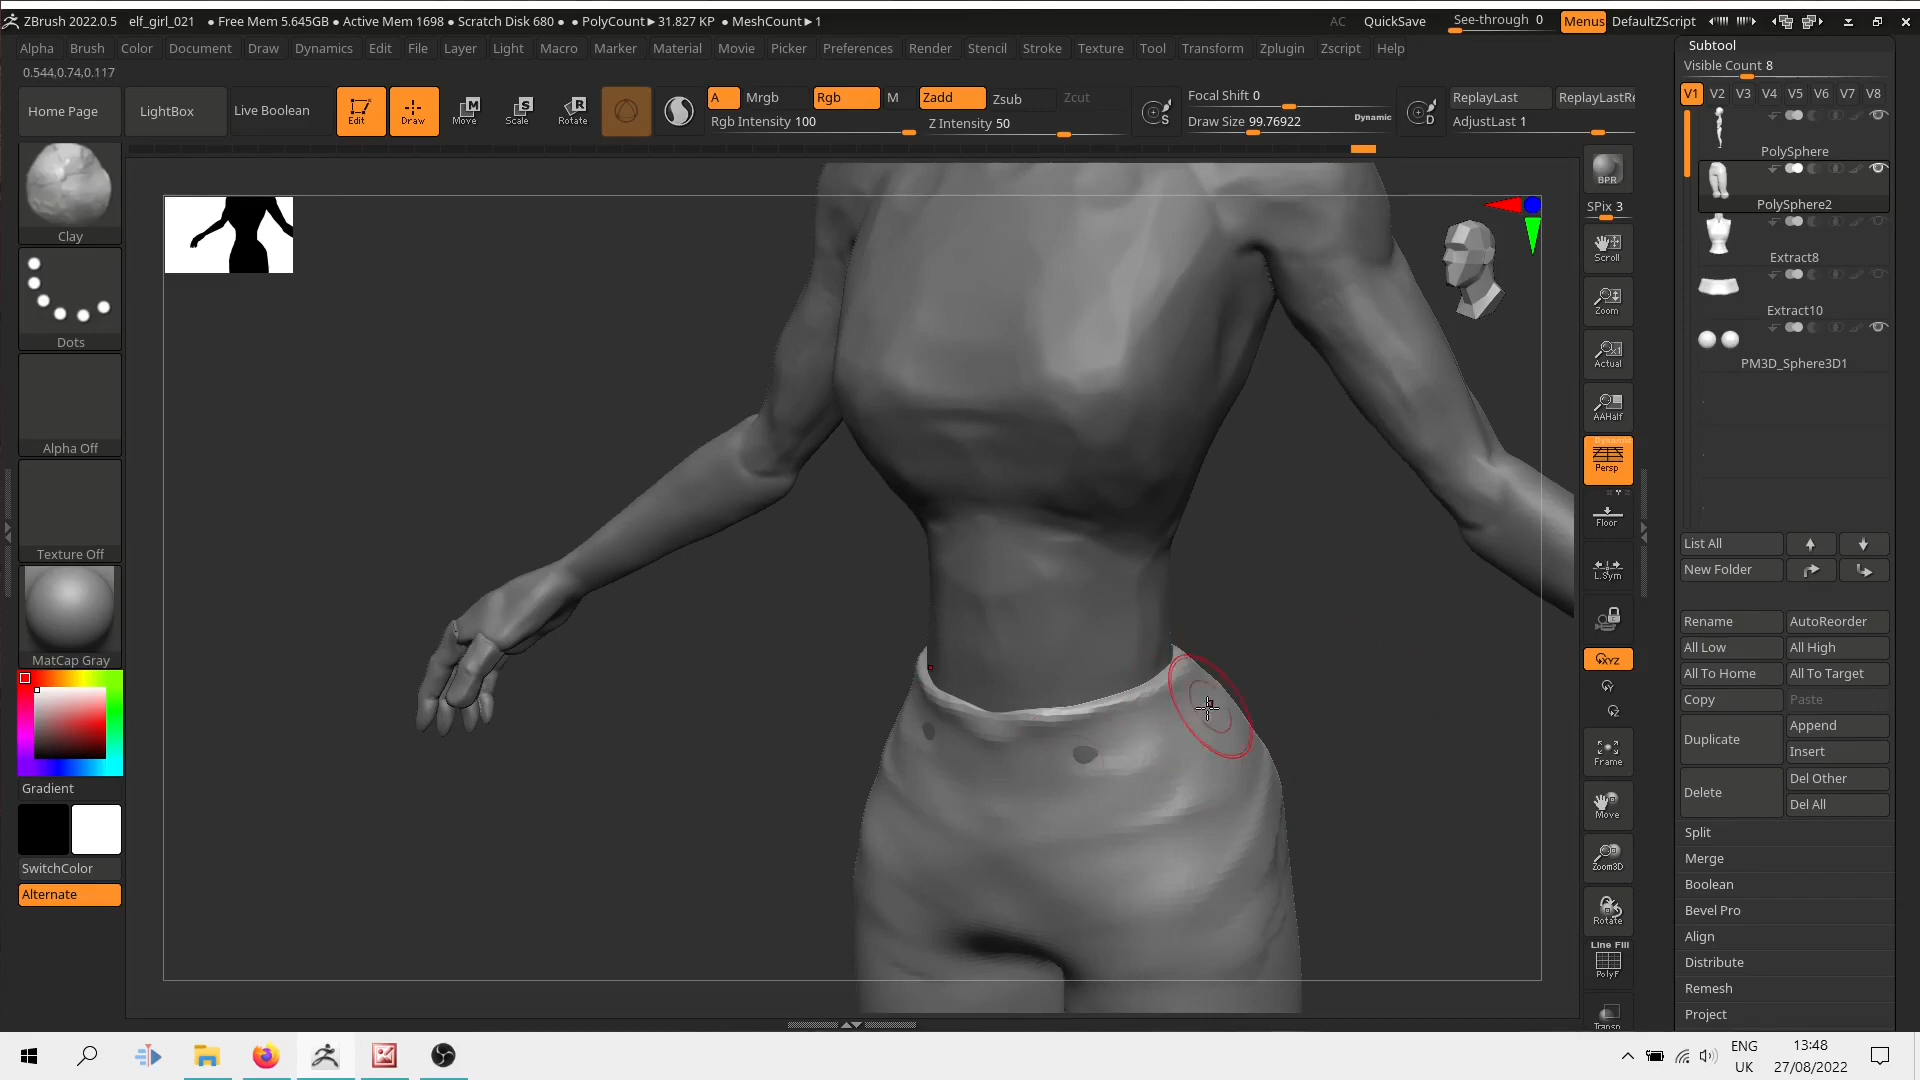 ZBrush 2022.0.5 elf_girl_021 ● Free Mem 5.645GB ● Active Mem 1698 ● Scratch Disk 680 ● ● PolyCount►31.827 KP ● MeshCount►1 AC QuickSave See-through 0 Menus DefaultZScript
Alpha Brush Color Document Draw Dynamics Edit File Layer Light Macro Marker Material Movie Picker Preferences Render Stencil Stroke Texture Tool Transform Zplugin Zscript Help
0.544,0.74,0.117
Home Page LightBox Live Boolean Edit Draw Move Scale Rotate
A Mrgb Rgb M Zadd Zsub Zcut
Rgb Intensity 100 Z Intensity 50
Focal Shift 0
Draw Size 99.76922 Dynamic
ReplayLast ReplayLastRe
AdjustLast 1
Clay
Dots
Alpha Off
Texture Off
MatCap Gray
Gradient
SwitchColor
Alternate
BPR
SPix 3
Scroll
Zoom
Actual
AAHalf
Dynamic
Persp
Floor
L.Sym
XYZ
Frame
Move
Zoom3D
Rotate
Line Fill
PolyF
Transp
Subtool
Visible Count 8
V1 V2 V3 V4 V5 V6 V7 V8
PolySphere
PolySphere2
Extract8
Extract10
PM3D_Sphere3D1
List All
New Folder
Rename AutoReorder
All Low All High
All To Home All To Target
Copy Paste
Duplicate Append
Insert
Delete Del Other
Del All
Split
Merge
Boolean
Bevel Pro
Align
Distribute
Remesh
Project
ENG
UK
13:48
27/08/2022